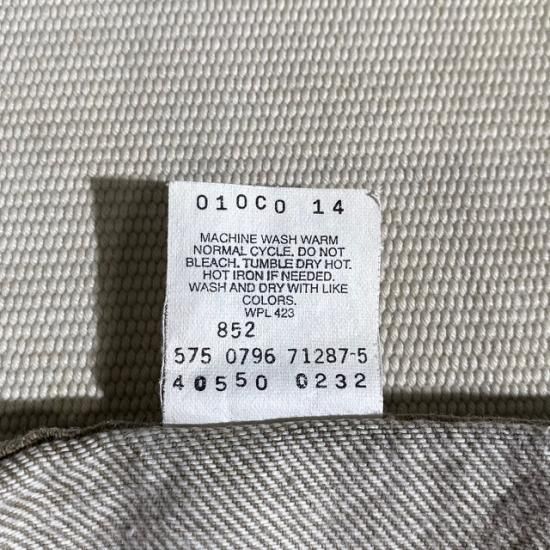 010C0 14
MACHINE WASH WARM
NORMAL CYCLE. DO NOT
BLEACH. TUMBLE DRY HOT.
HOT IRON IF NEEDED.
WASH AND DRY WITH LIKE
COLORS.
WPL 423
852
575 0796 71287-5
40550 0232